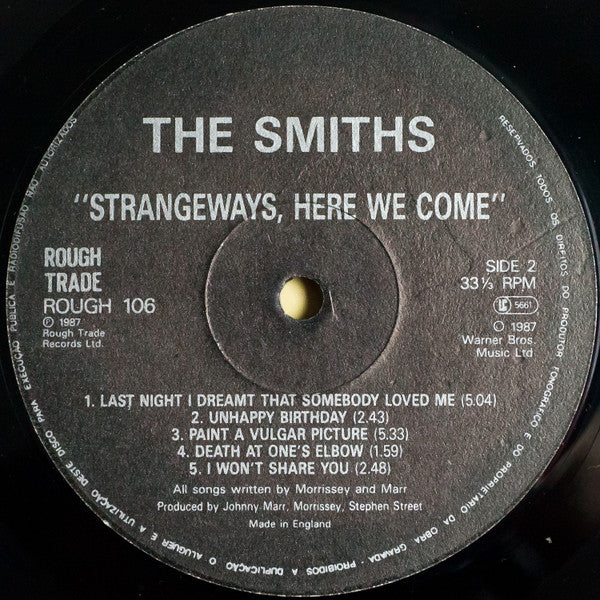 THE SMITHS
"STRANGEWAYS, HERE WE COME"
ROUGH
TRADE
ROUGH 106
℗ 1987
Rough Trade
Records Ltd.
SIDE 2
33⅓ RPM
LC 5661
© 1987
Warner Bros.
Music Ltd
1. LAST NIGHT I DREAMT THAT SOMEBODY LOVED ME (5.04)
2. UNHAPPY BIRTHDAY (2.43)
3. PAINT A VULGAR PICTURE (5.33)
4. DEATH AT ONE'S ELBOW (1.59)
5. I WON'T SHARE YOU (2.48)
All songs written by Morrissey and Marr
Produced by Johnny Marr, Morrissey, Stephen Street
Made in England
RESERVADOS TODOS OS DIREITOS DO PRODUTOR FONOGRÁFICO E DO PROPRIETARIO DA OBRA GRAVADA - PROIBIDOS A DUPLICAÇÃO O ALUGUER E A UTILIZAÇÃO DESTE DISCO PARA EXECUÇÃO PUBLICA E RADIODIFUSÃO NÃO AUTORIZADOS